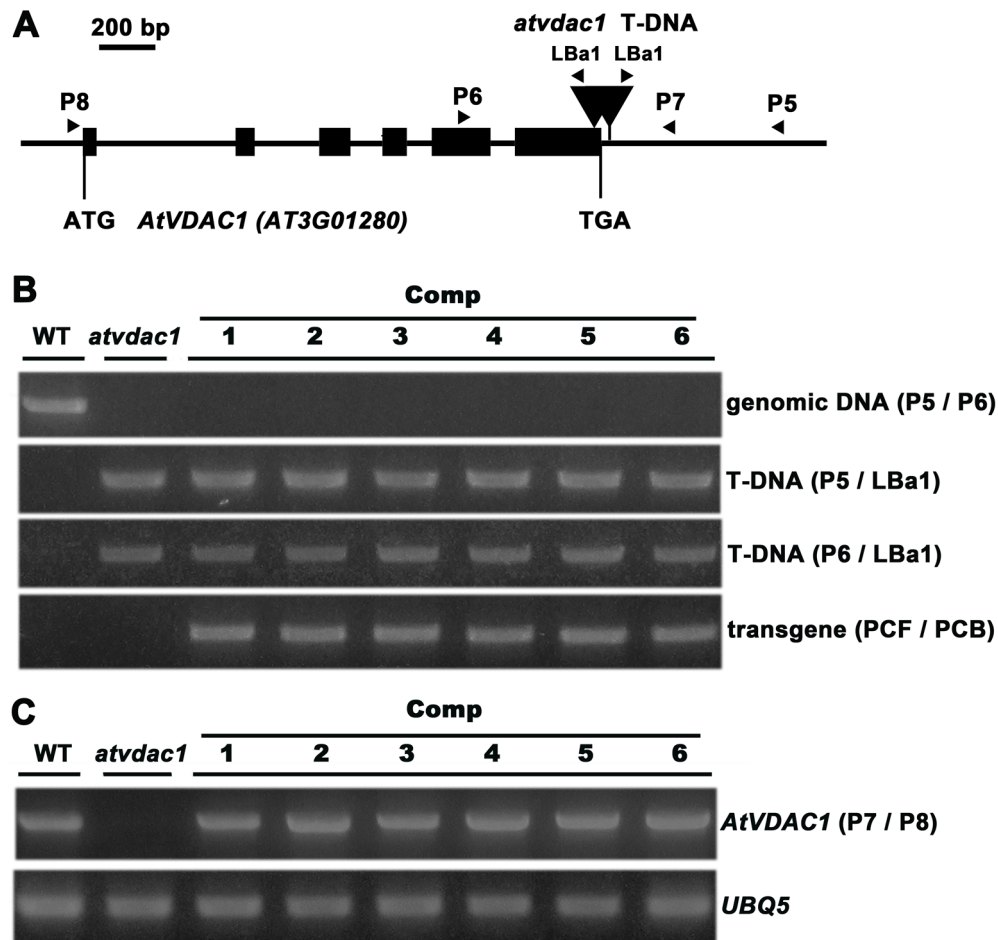 A
200 bp
atvdac1 T-DNA
LBa1 LBa1
P8 P6 P7 P5
ATG AtVDAC1 (AT3G01280) TGA
B
Comp
WT atvdac1 1 2 3 4 5 6
genomic DNA (P5 / P6)
T-DNA (P5 / LBa1)
T-DNA (P6 / LBa1)
transgene (PCF / PCB)
C
Comp
WT atvdac1 1 2 3 4 5 6
AtVDAC1 (P7 / P8)
UBQ5